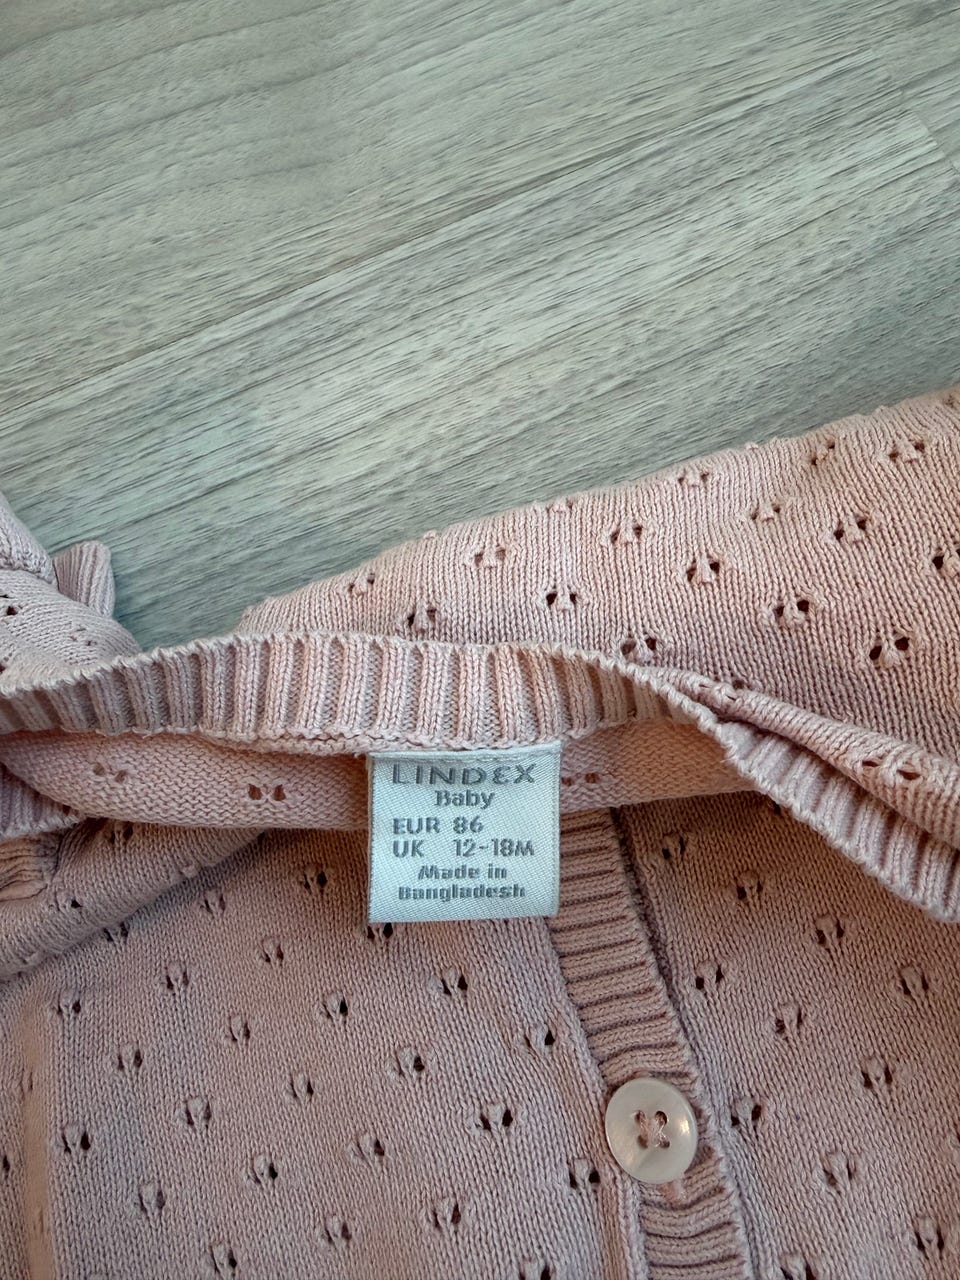 LINDEX
Baby
EUR 86
UK 12-18M
Made in
Bangladesh